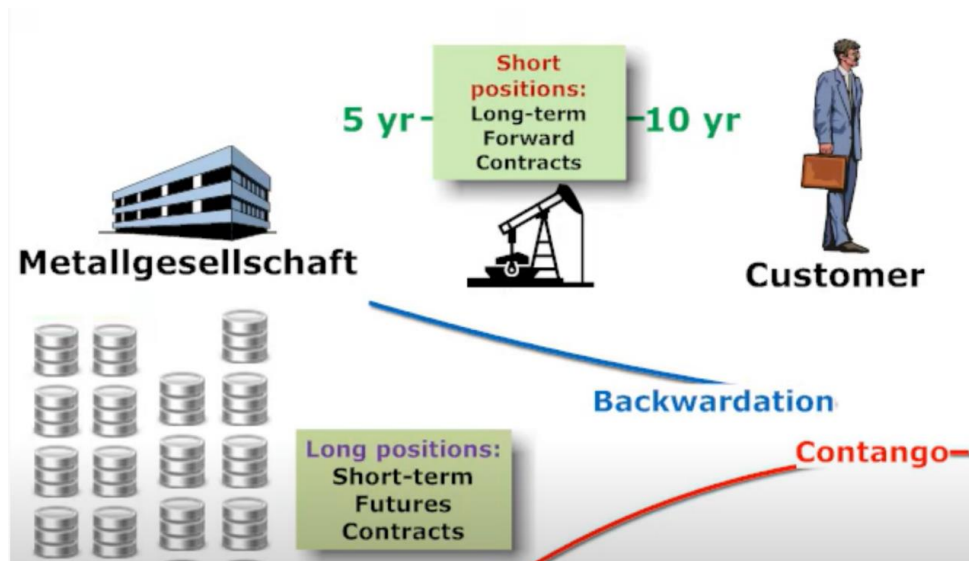 Short
positions:
Long-term
Forward
Contracts
5 yr
10 yr
Metallgesellschaft
Customer
Backwardation
Contango
Long positions:
Short-term
Futures
Contracts